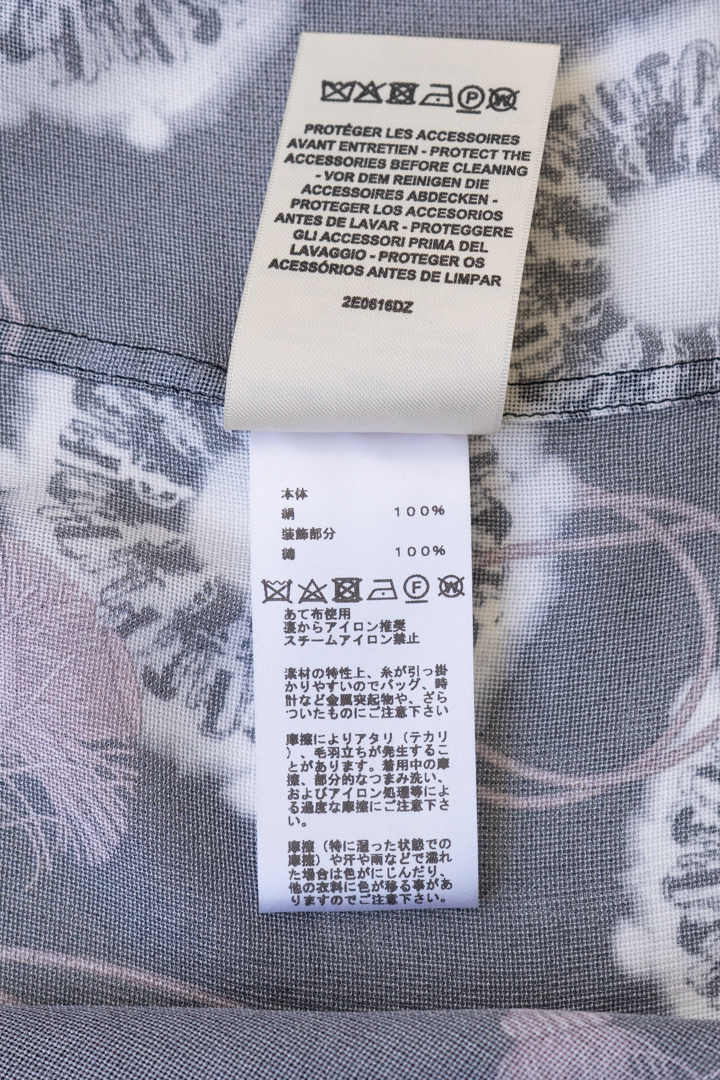 PROTÉGER LES ACCESSOIRES
AVANT ENTRETIEN - PROTECT THE
ACCESSORIES BEFORE CLEANING
- VOR DEM REINIGEN DIE
ACCESSOIRES ABDECKEN -
PROTEGER LOS ACCESORIOS
ANTES DE LAVAR - PROTEGGERE
GLI ACCESSORI PRIMA DEL
LAVAGGIO - PROTEGER OS
ACESSÓRIOS ANTES DE LIMPAR
2E0616DZ
本体
絹 100%
装飾部分
綿 100%
あて布使用
裏からアイロン推奨
スチームアイロン禁止
素材の特性上、糸が引っ掛
かりやすいのでバッグ、時
計など金属突起物や、ざら
ついたものにご注意下さい
摩擦によりアタリ(テカリ
)、毛羽立ちが発生するこ
とがあります。着用中の摩
擦、部分的なつまみ洗い、
およびアイロン処理等によ
る過度な摩擦にご注意下さ
い。
摩擦(特に湿った状態での
摩擦)や汗や雨などで濡れ
た場合は色がにじんだり、
他の衣料に色が移る事があ
りますのでご注意下さい。